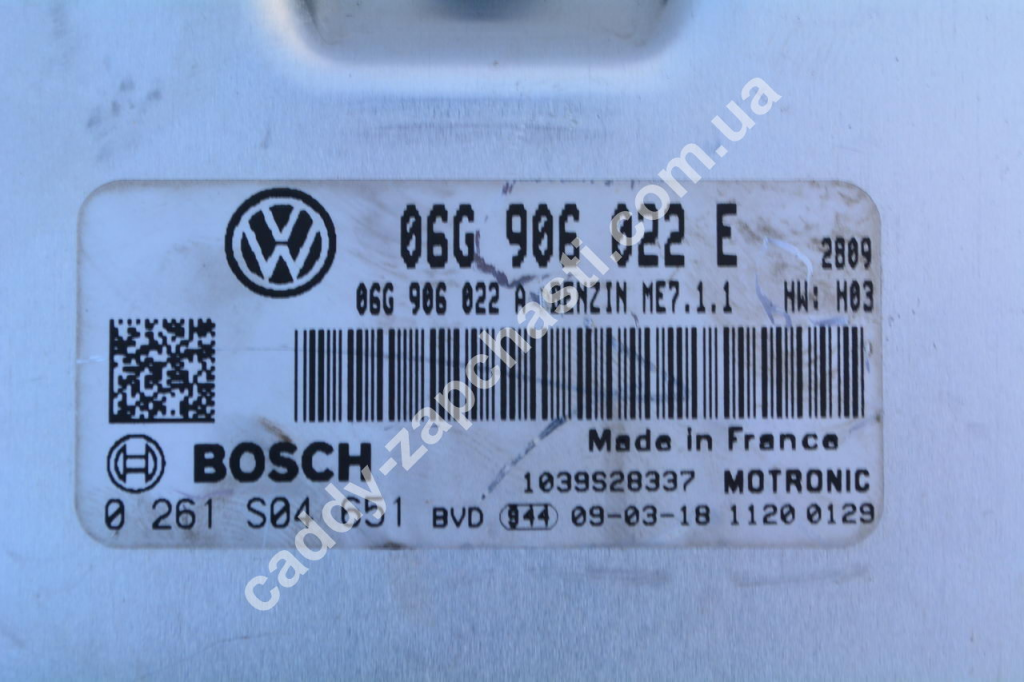 06G 906 022 E
2809
06G 906 022 A BENZIN ME7.1.1 HW: H03
Made in France
BOSCH
1039S28337 MOTRONIC
0 261 S04 651 BVD 944 09-03-18 1120 0129
caddy-zapchasti.com.ua